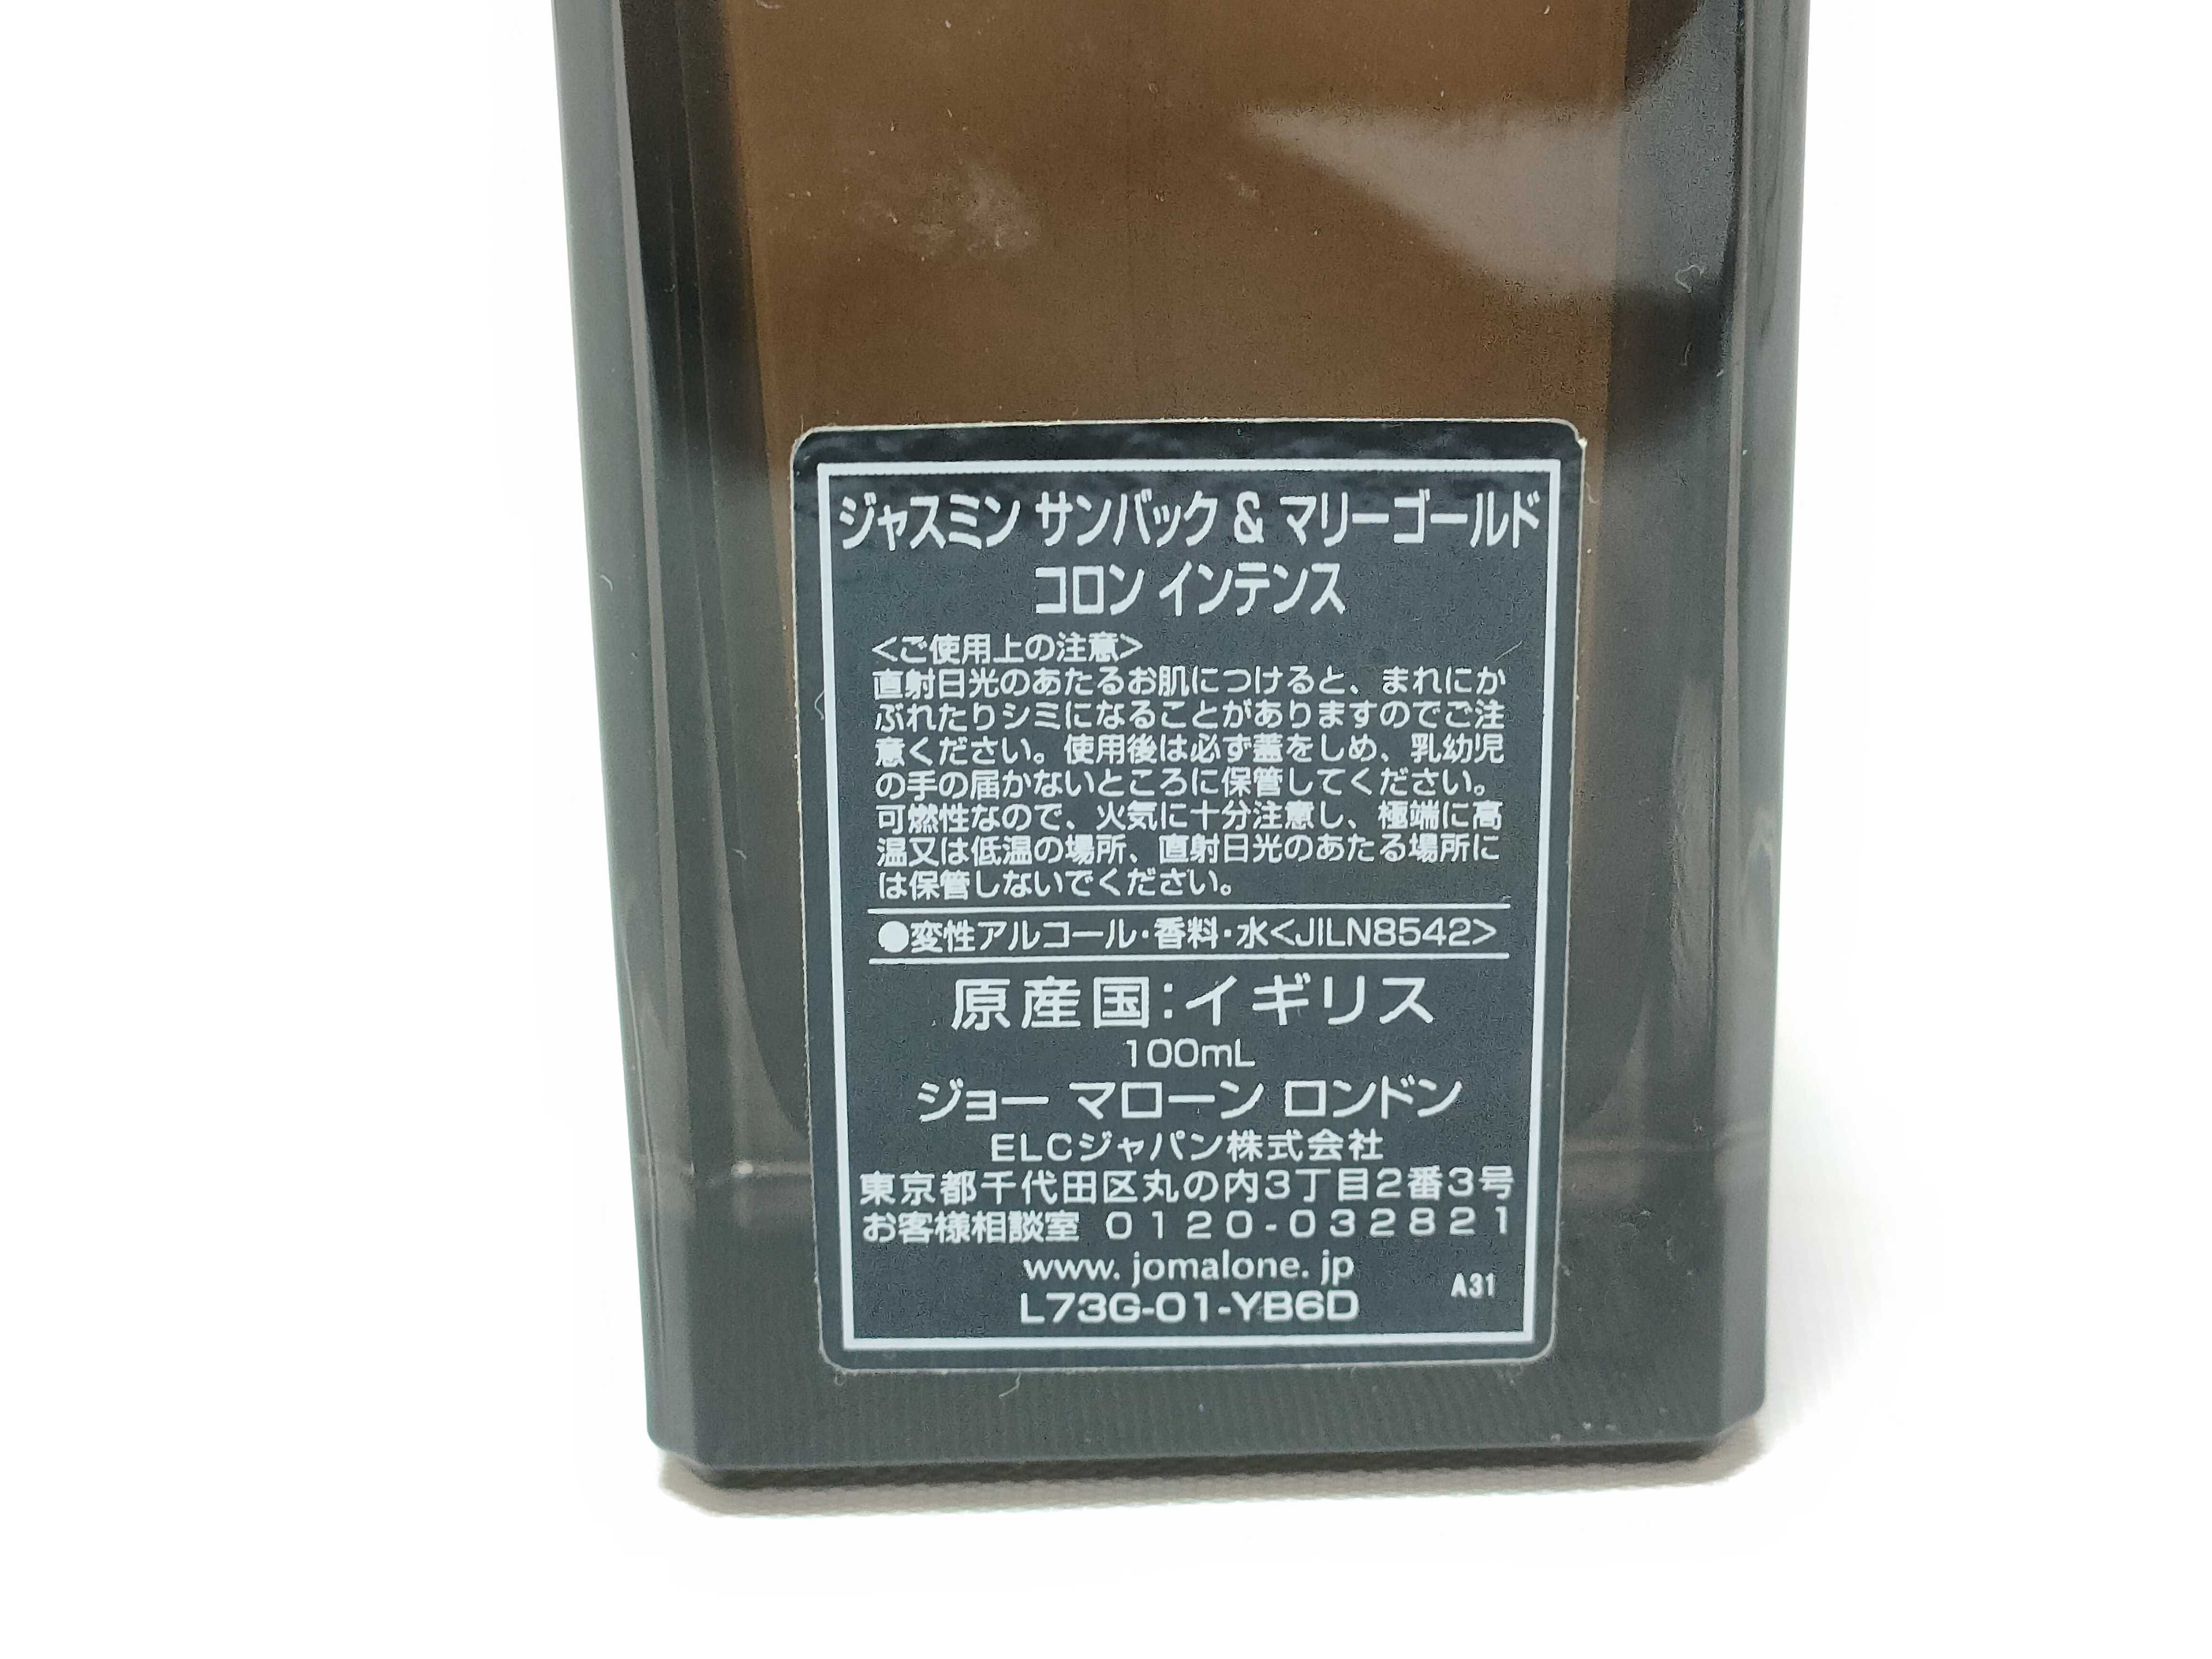 ジャスミン サンバック & マリーゴールド
コロン インテンス
<ご使用上の注意>
直射日光のあたるお肌につけると、まれにか
ぶれたりシミになることがありますのでご注
意ください。使用後は必ず蓋をしめ、乳幼児
の手の届かないところに保管してください。
可燃性なので、火気に十分注意し、極端に高
温又は低温の場所、直射日光のあたる場所に
は保管しないでください。
●変性アルコール・香料・水<JILN8542>
原産国:イギリス
100mL
ジョー マローン ロンドン
ELCジャパン株式会社
東京都千代田区丸の内3丁目2番3号
お客様相談室 0120-032821
www.jomalone.jp
A31
L73G-01-YB6D